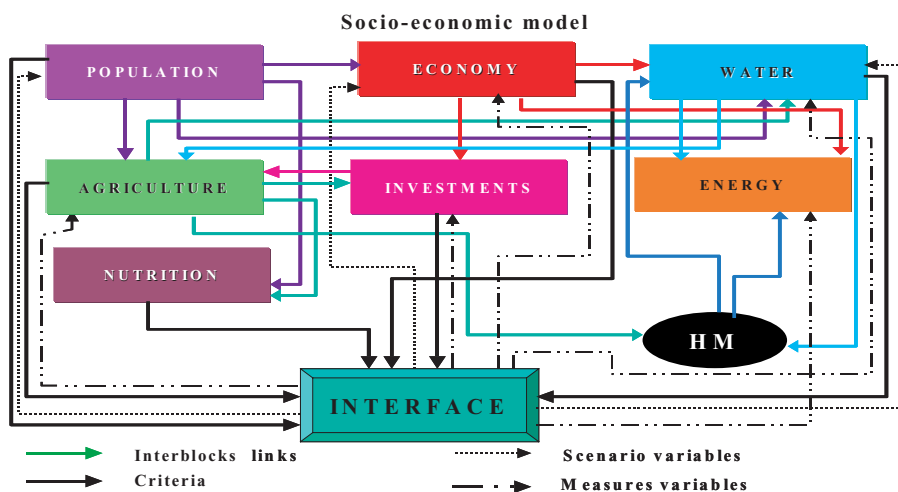 Socio-economic model
POPULATION
ECONOMY
WATER
AGRICULTURE
INVESTMENTS
ENERGY
NUTRITION
HM
INTERFACE
Interblocks links
Scenario variables
Criteria
Measures variables